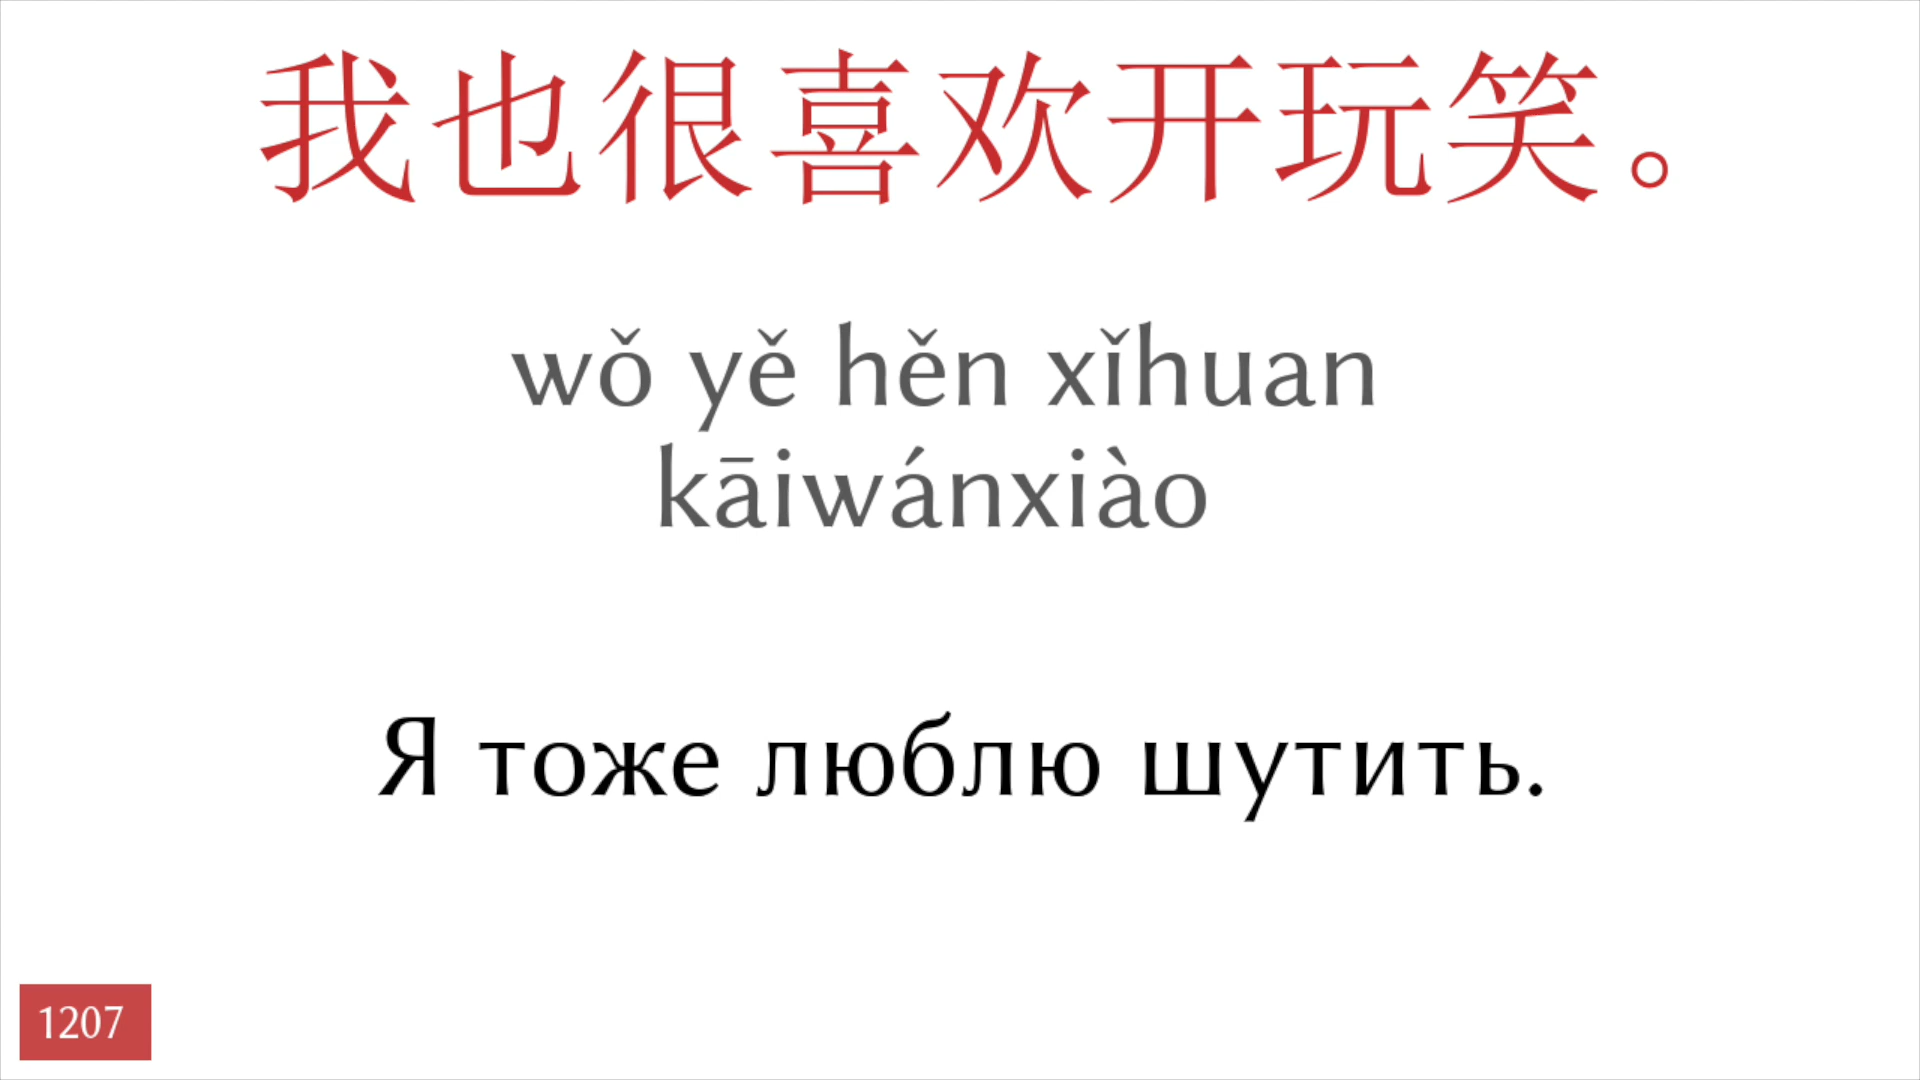 我也很喜欢开玩笑。
wǒ yě hěn xǐhuan
kāiwánxiào
Я тоже люблю шутить.
1207